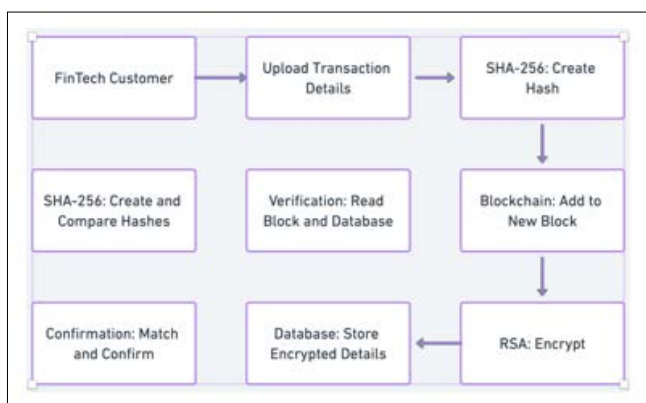 FinTech Customer
Upload Transaction
Details
SHA-256: Create
Hash
SHA-256: Create and
Compare Hashes
Verification: Read
Block and Database
Blockchain: Add to
New Block
Confirmation: Match
and Confirm
Database: Store
Encrypted Details
RSA: Encrypt